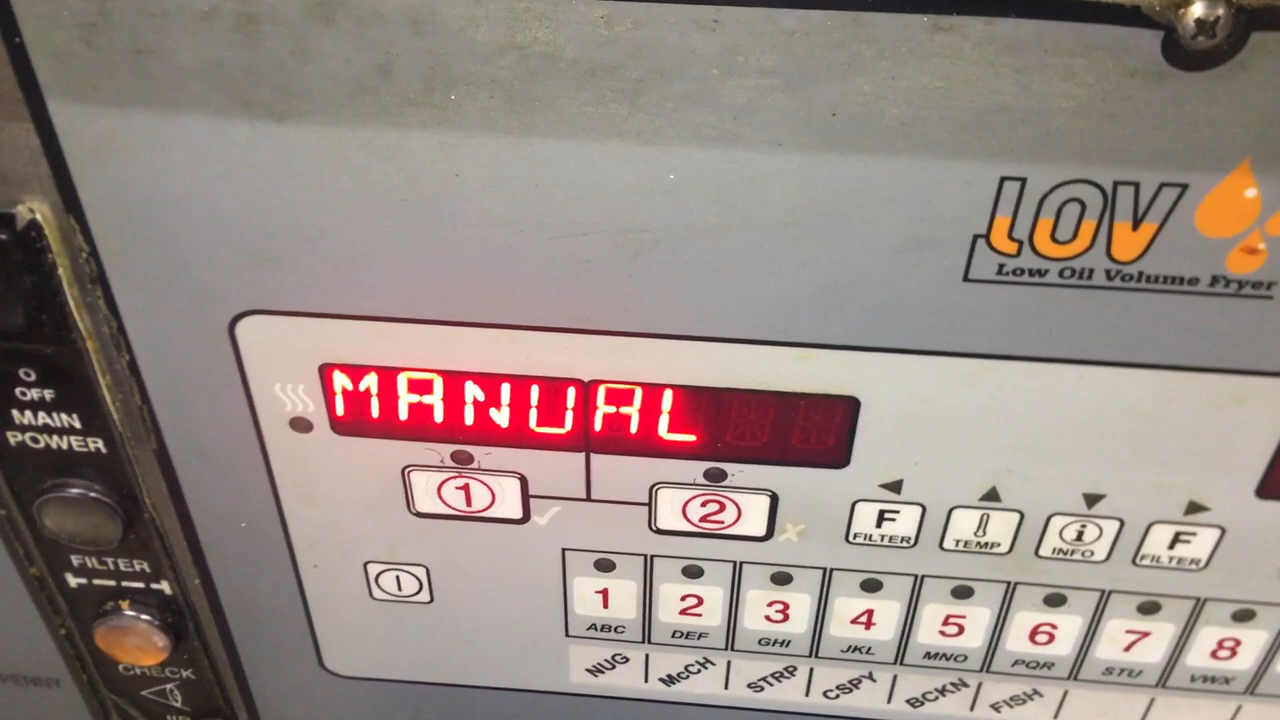 LOV
Low Oil Volume Fryer
MANUAL
O
OFF
MAIN
POWER
1
2
F
FILTER
TEMP
i
INFO
F
FILTER
FILTER
1
2
3
4
5
6
7
8
ABC
DEF
GHI
JKL
MNO
PQR
STU
VWX
NUG
McCH
STRP
CSPY
BCKN
FISH
CHECK
PENNY